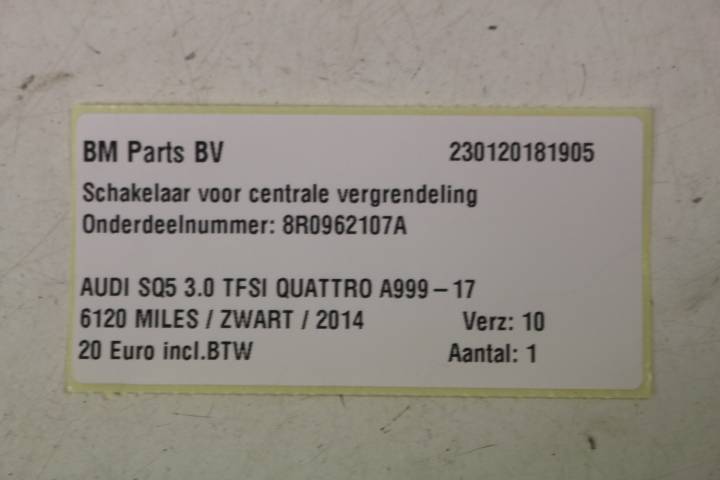 BM Parts BV 230120181905
Schakelaar voor centrale vergrendeling
Onderdeelnummer: 8R0962107A
AUDI SQ5 3.0 TFSI QUATTRO A999-17
6120 MILES / ZWART / 2014 Verz: 10
20 Euro incl.BTW Aantal: 1